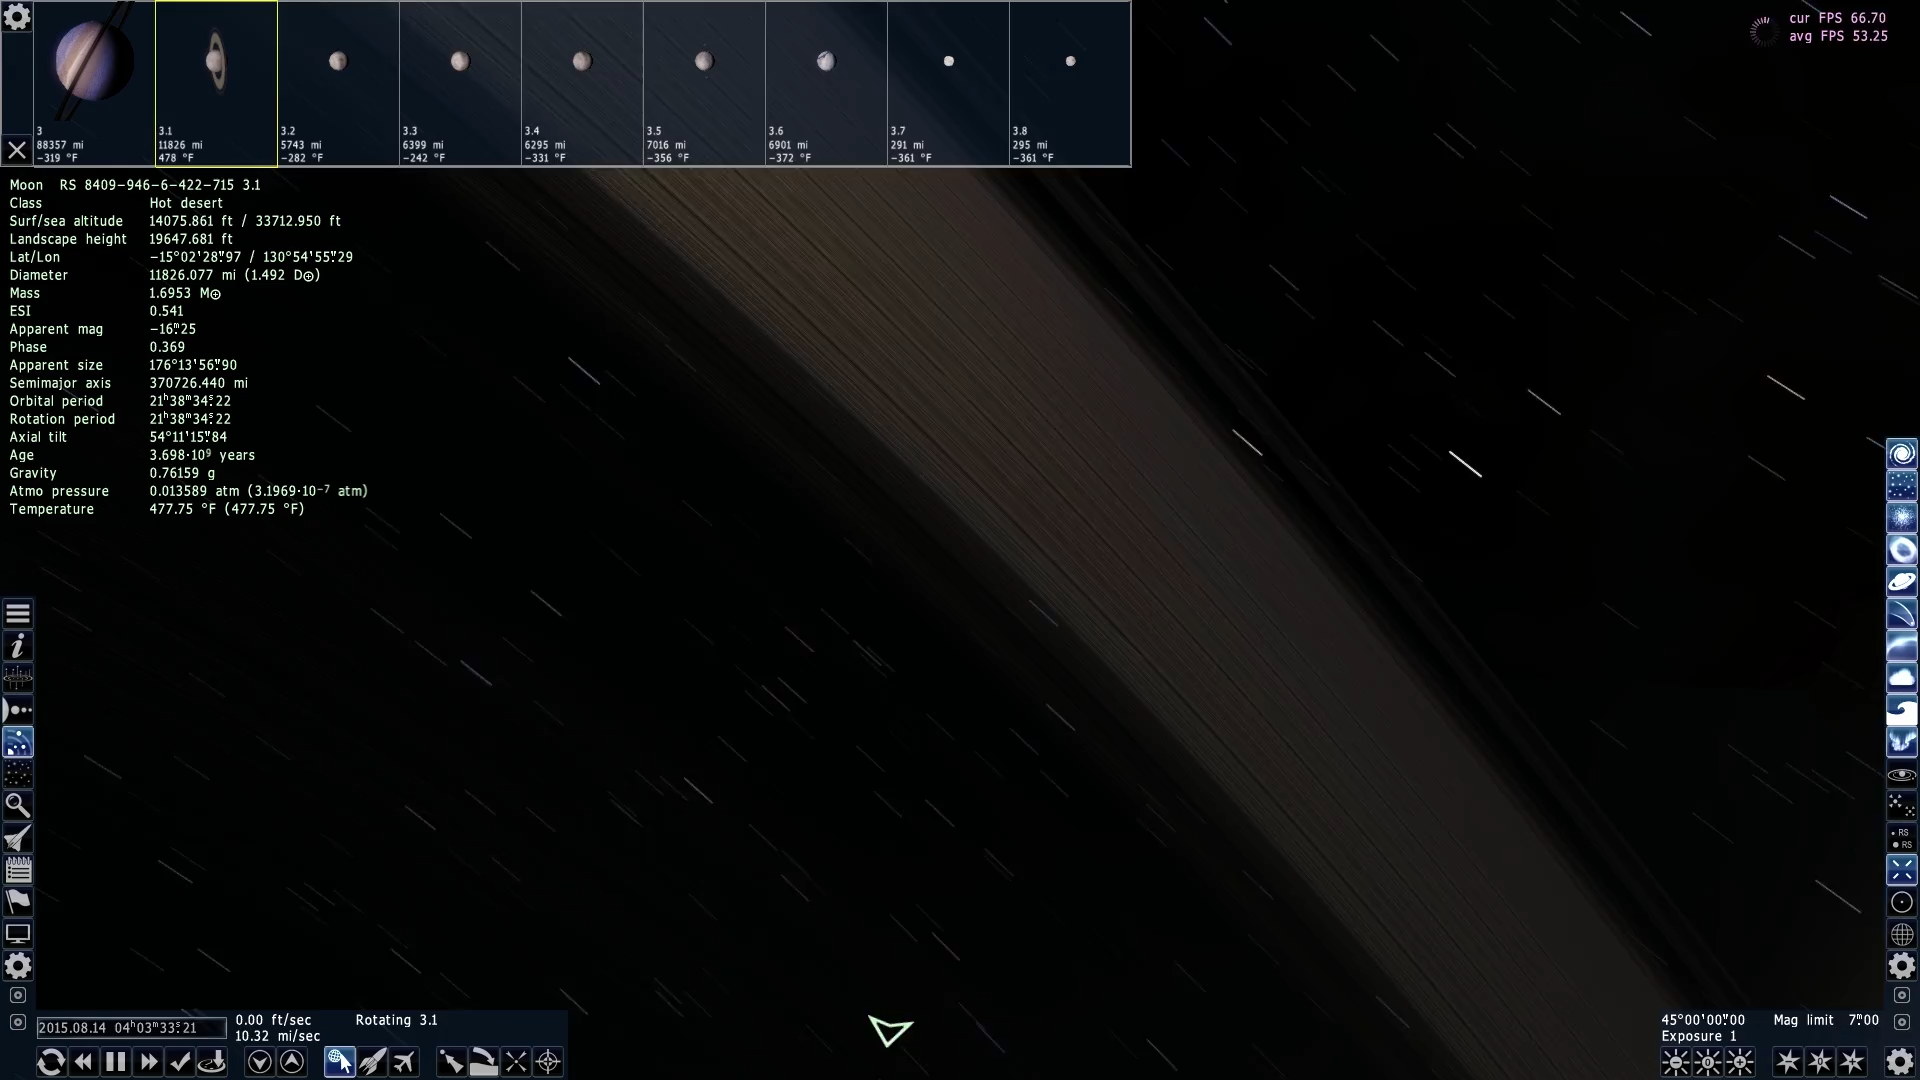 cur FPS 66.70
avg FPS 53.25
3
88357 mi
−319 °F
3.1
11826 mi
478 °F
3.2
5743 mi
−282 °F
3.3
6399 mi
−242 °F
3.4
6295 mi
−331 °F
3.5
7016 mi
−356 °F
3.6
6901 mi
−372 °F
3.7
291 mi
−361 °F
3.8
295 mi
−361 °F
Moon RS 8409−946−6−422−715 3.1
Class Hot desert
Surf/sea altitude 14075.861 ft / 33712.950 ft
Landscape height 19647.681 ft
Lat/Lon −15°02'28"97 / 130°54'55"29
Diameter 11826.077 mi (1.492 D⊕)
Mass 1.6953 M⊕
ESI 0.541
Apparent mag −16ᵐ25
Phase 0.369
Apparent size 176°13'56"90
Semimajor axis 370726.440 mi
Orbital period 21ʰ38ᵐ34ˢ22
Rotation period 21ʰ38ᵐ34ˢ22
Axial tilt 54°11'15"84
Age 3.698·10⁹ years
Gravity 0.76159 g
Atmo pressure 0.013589 atm (3.1969·10⁻⁷ atm)
Temperature 477.75 °F (477.75 °F)
RS
RS
2015.08.14 04ʰ03ᵐ33ˢ21
0.00 ft/sec Rotating 3.1
10.32 mi/sec
45°00'00"00 Mag limit 7ᵐ00
Exposure 1